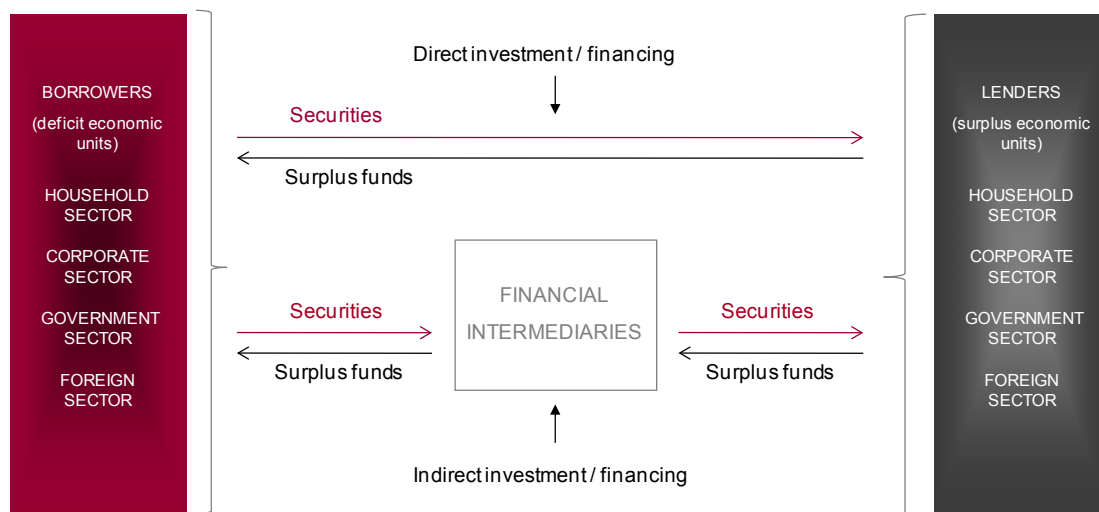 BORROWERS
(deficit economic
units)
HOUSEHOLD
SECTOR
CORPORATE
SECTOR
GOVERNMENT
SECTOR
FOREIGN
SECTOR
Direct investment / financing
Securities
Surplus funds
FINANCIAL
INTERMEDIARIES
Securities
Surplus funds
Securities
Surplus funds
Indirect investment / financing
LENDERS
(surplus economic
units)
HOUSEHOLD
SECTOR
CORPORATE
SECTOR
GOVERNMENT
SECTOR
FOREIGN
SECTOR